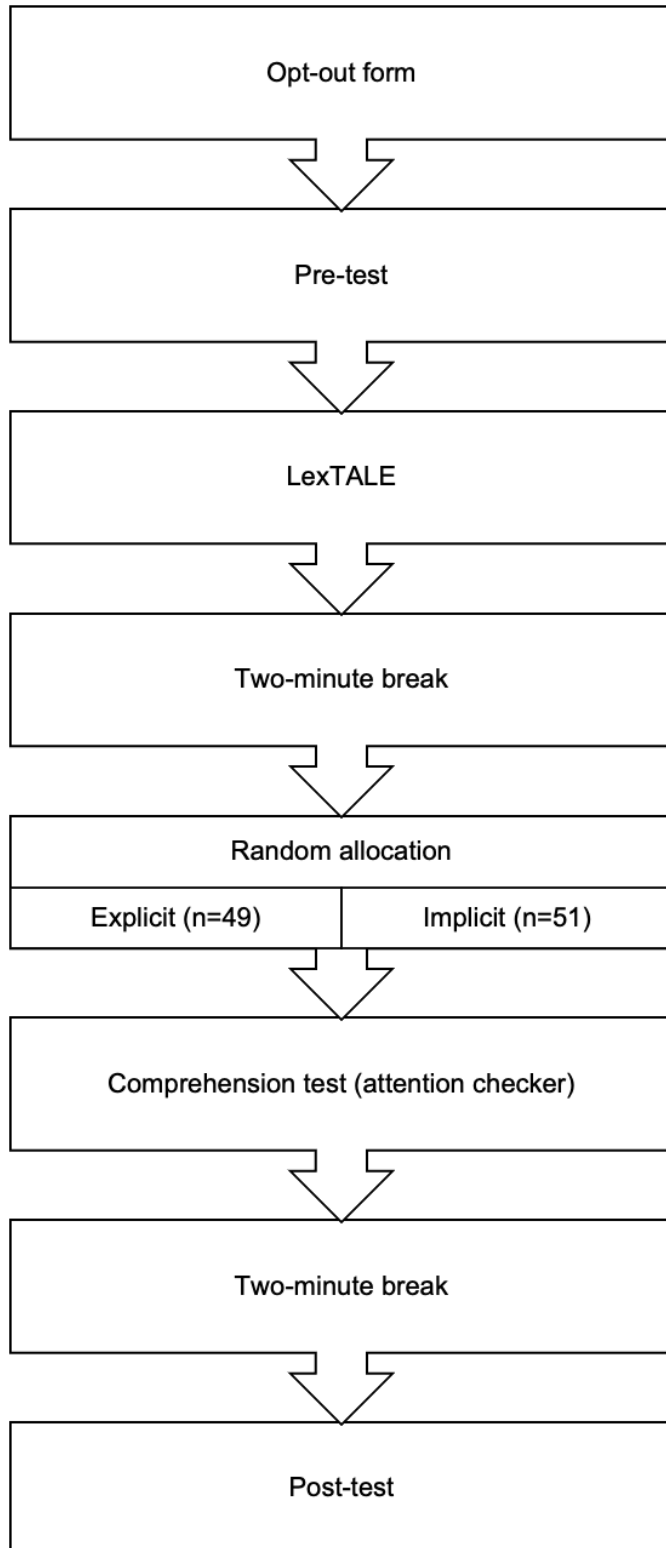 Opt-out form
Pre-test
LexTALE
Two-minute break
Random allocation
Explicit (n=49)
Implicit (n=51)
Comprehension test (attention checker)
Two-minute break
Post-test